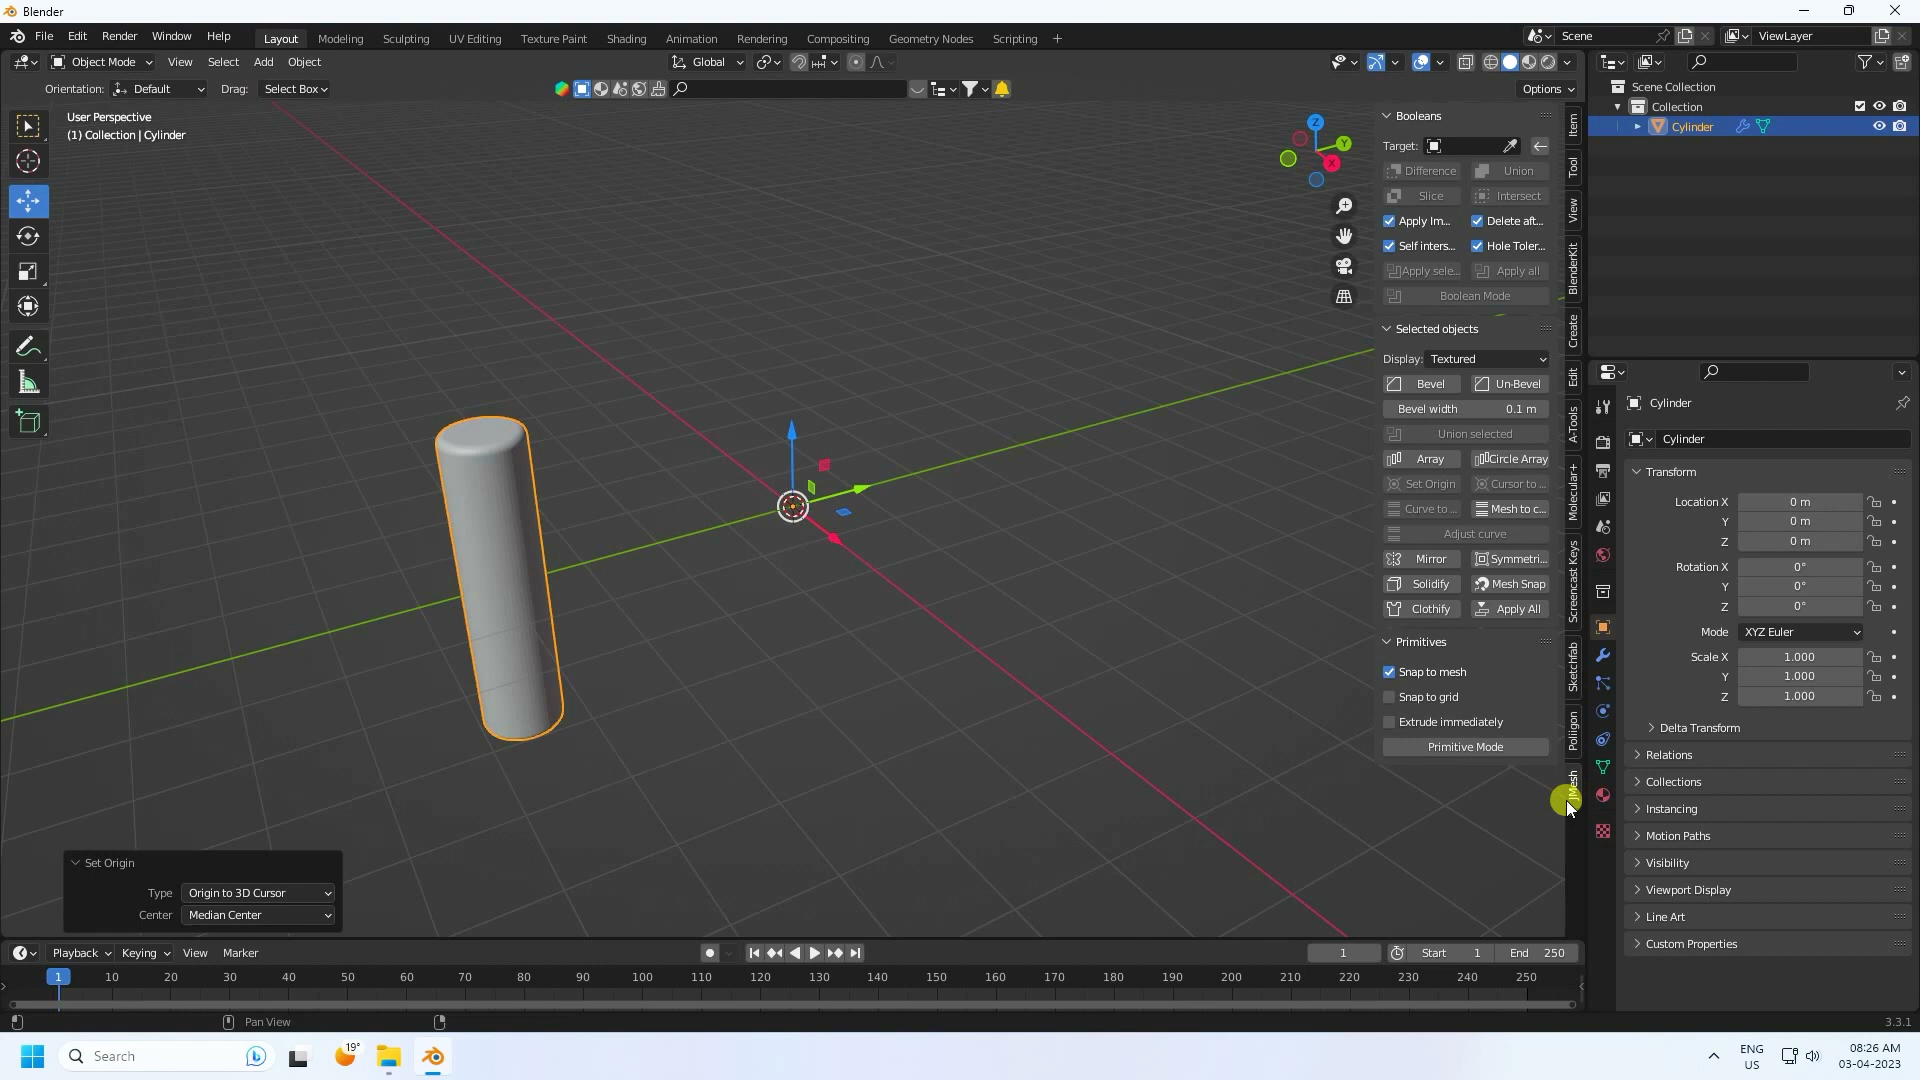 Blender
File Edit Render Window Help Layout Modeling Sculpting UV Editing Texture Paint Shading Animation Rendering Compositing Geometry Nodes Scripting + Scene ViewLayer
Object Mode View Select Add Object Global
Orientation: Default Drag: Select Box Options
User Perspective
(1) Collection | Cylinder
Z
Y
X
Booleans
Target:
Difference Union
Slice Intersect
Apply Im... Delete aft...
Self inters... Hole Toler...
Apply sele... Apply all
Boolean Mode
Selected objects
Display: Textured
Bevel Un-Bevel
Bevel width 0.1 m
Union selected
Array Circle Array
Set Origin Cursor to ...
Curve to ... Mesh to c...
Adjust curve
Mirror Symmetri...
Solidify Mesh Snap
Clothify Apply All
Primitives
Snap to mesh
Snap to grid
Extrude immediately
Primitive Mode
Item
Tool
View
BlenderKit
Create
Edit
A-Tools
Molecular+
Screencast Keys
Sketchfab
Poliigon
JMesh
Scene Collection
Collection
Cylinder
Cylinder
Cylinder
Transform
Location X 0 m
Y 0 m
Z 0 m
Rotation X 0°
Y 0°
Z 0°
Mode XYZ Euler
Scale X 1.000
Y 1.000
Z 1.000
Delta Transform
Relations
Collections
Instancing
Motion Paths
Visibility
Viewport Display
Line Art
Custom Properties
Set Origin
Type Origin to 3D Cursor
Center Median Center
Playback Keying View Marker 1 Start 1 End 250
1 10 20 30 40 50 60 70 80 90 100 110 120 130 140 150 160 170 180 190 200 210 220 230 240 250
Pan View 3.3.1
Search 19° ENG US 08:26 AM
03-04-2023